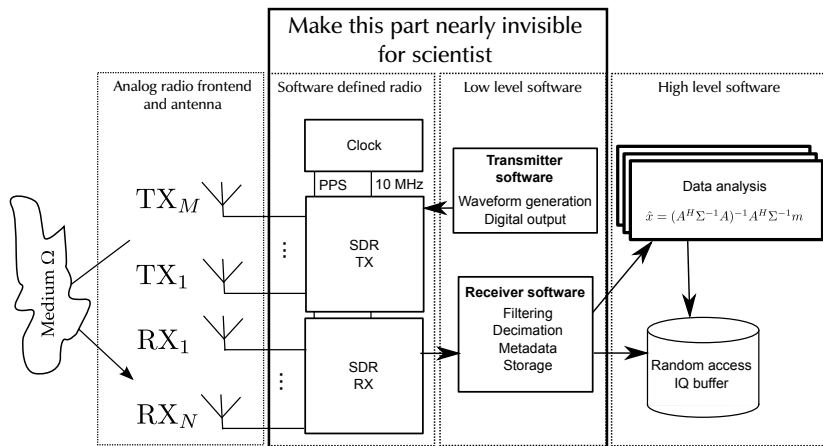 Make this part nearly invisible
for scientist
Analog radio frontend
and antenna
Software defined radio
Low level software
High level software
Clock
PPS
10 MHz
Transmitter
software
Waveform generation
Digital output
Data analysis
x̂ = (A^H Σ^{-1} A)^{-1} A^H Σ^{-1} m
TX_M
...
SDR
TX
TX_1
Medium Ω
Receiver software
Filtering
Decimation
Metadata
Storage
RX_1
...
SDR
RX
RX_N
Random access
IQ buffer